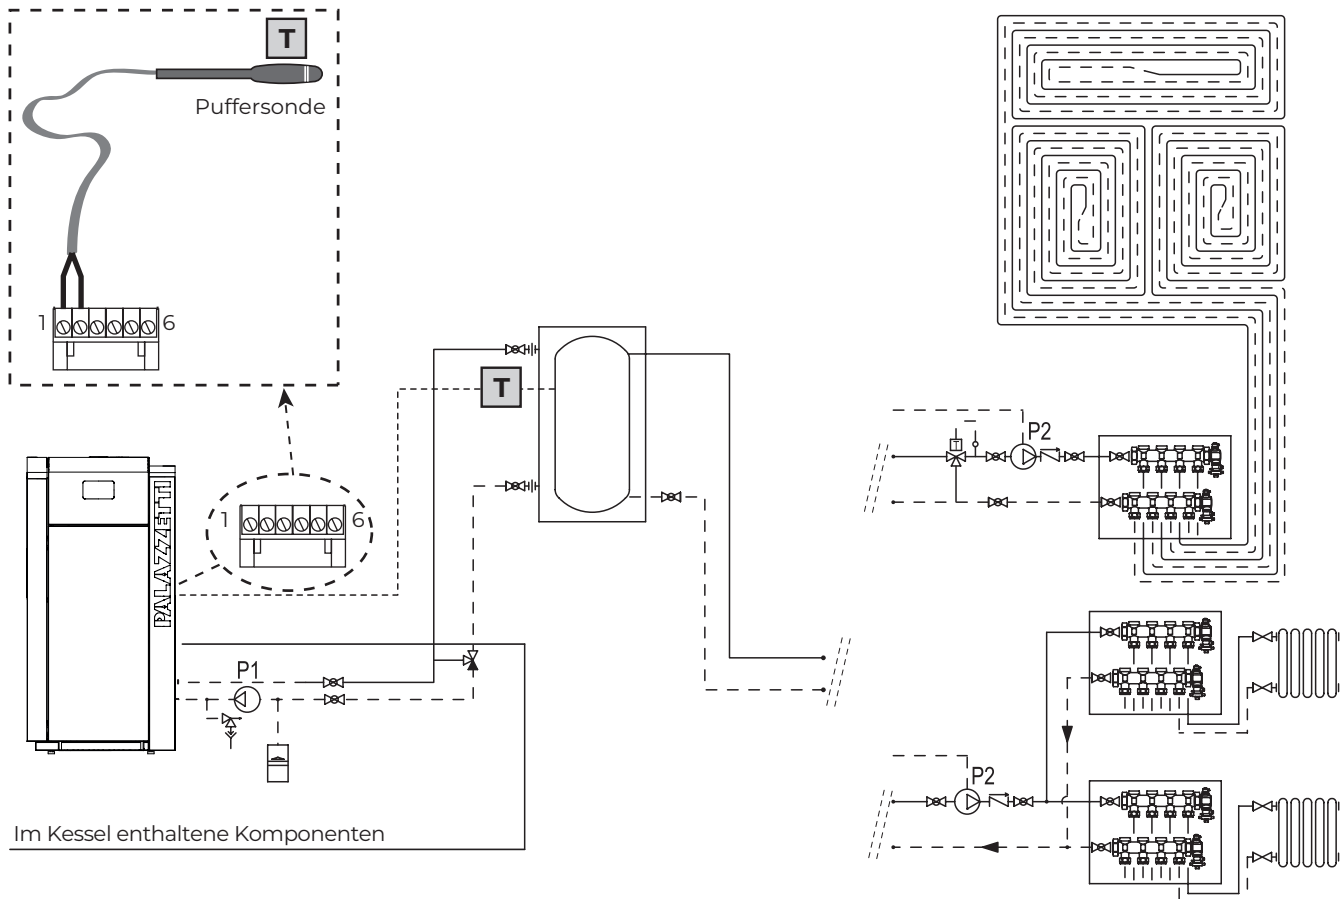 T
Puffersonde
1 6
T
P2
1 6
PALAZZETTI
P1
P2
Im Kessel enthaltene Komponenten